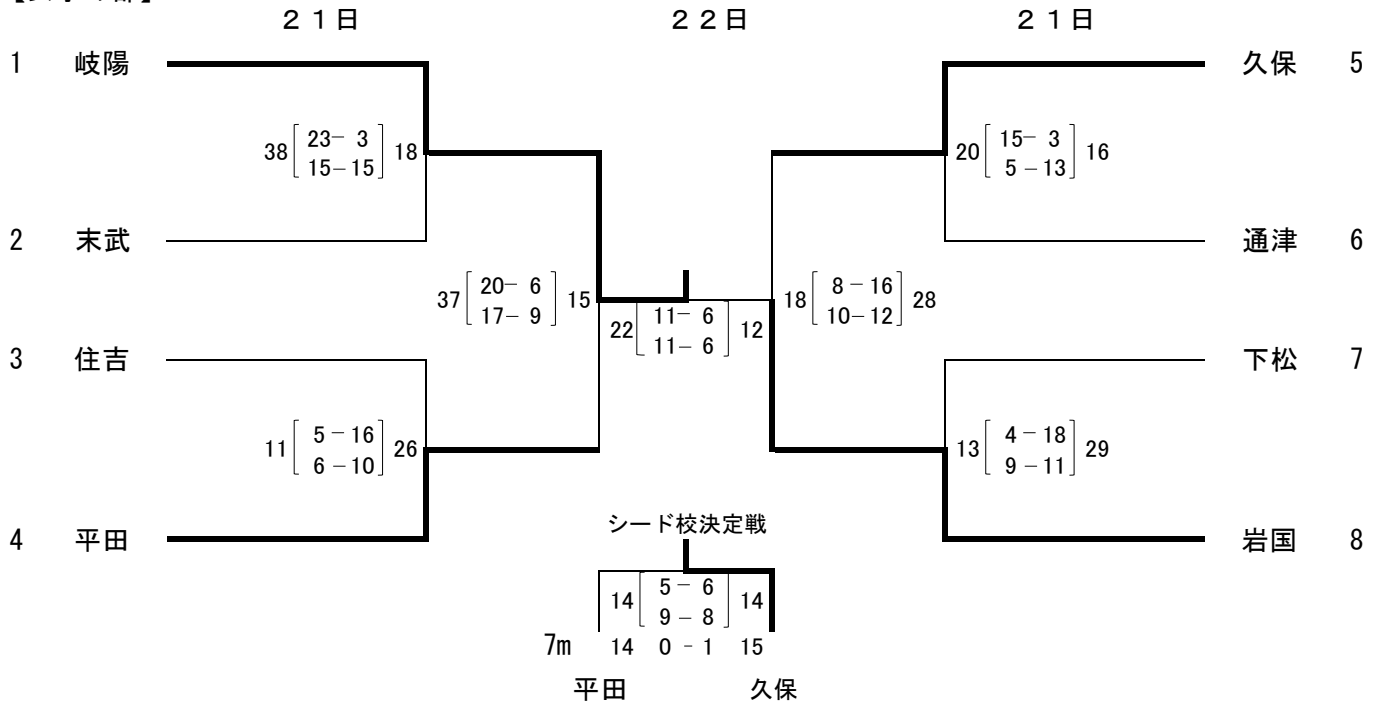 ２１日 ２２日 ２１日
1 岐陽 久保 5
38 23− 3 18 20 15− 3 16
15−15 5 −13
2 末武 通津 6
37 20− 6 15 18 8 −16 28
17− 9 10−12
22 11− 6 12
11− 6
3 住吉 下松 7
11 5 −16 26 13 4 −18 29
6 −10 9 −11
シード校決定戦
4 平田 岩国 8
14 5 − 6 14
9 − 8
7m 14 0 - 1 15
平田 久保